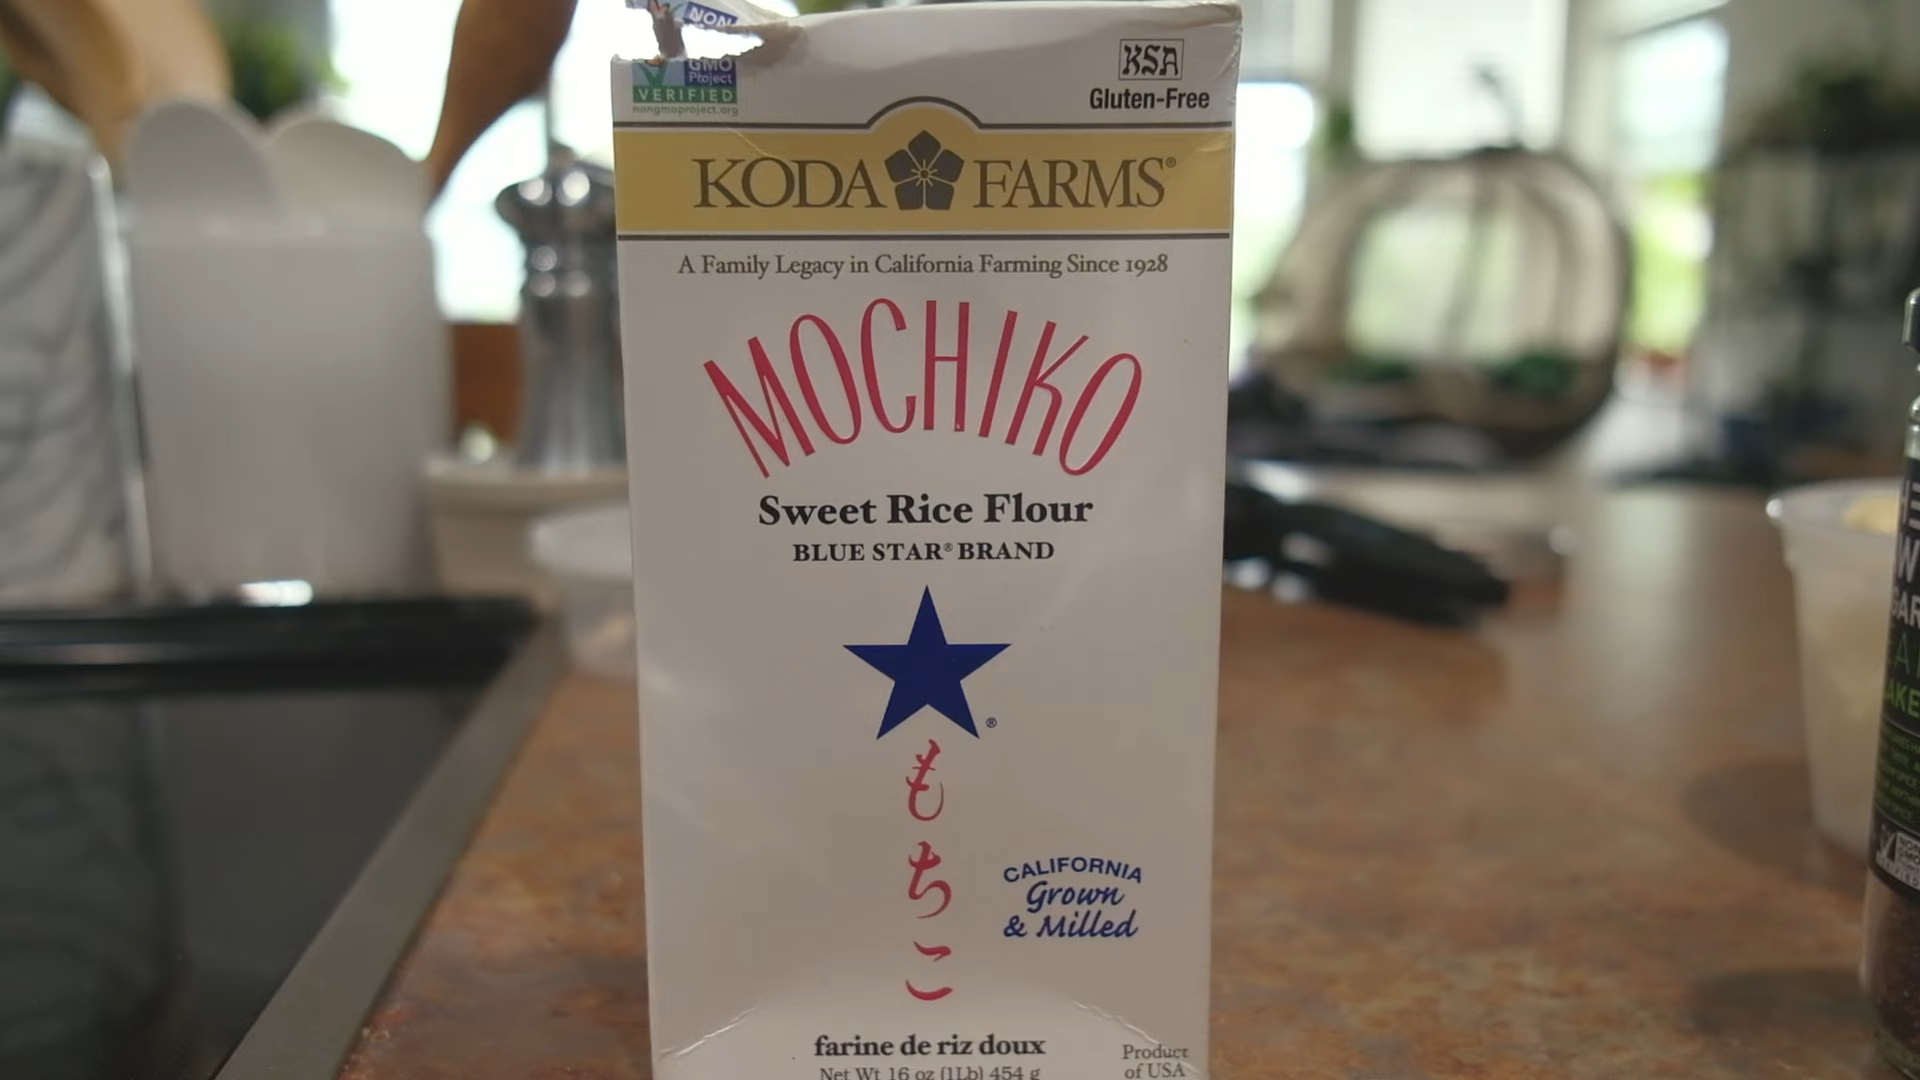 NON
GMO
Project
VERIFIED
nongmoproject.org
KSA
Gluten-Free
KODA FARMS®
A Family Legacy in California Farming Since 1928
MOCHIKO
Sweet Rice Flour
BLUE STAR® BRAND
®
もちこ
CALIFORNIA
Grown
& Milled
farine de riz doux
Net Wt 16 oz (1Lb) 454 g
Product
of USA